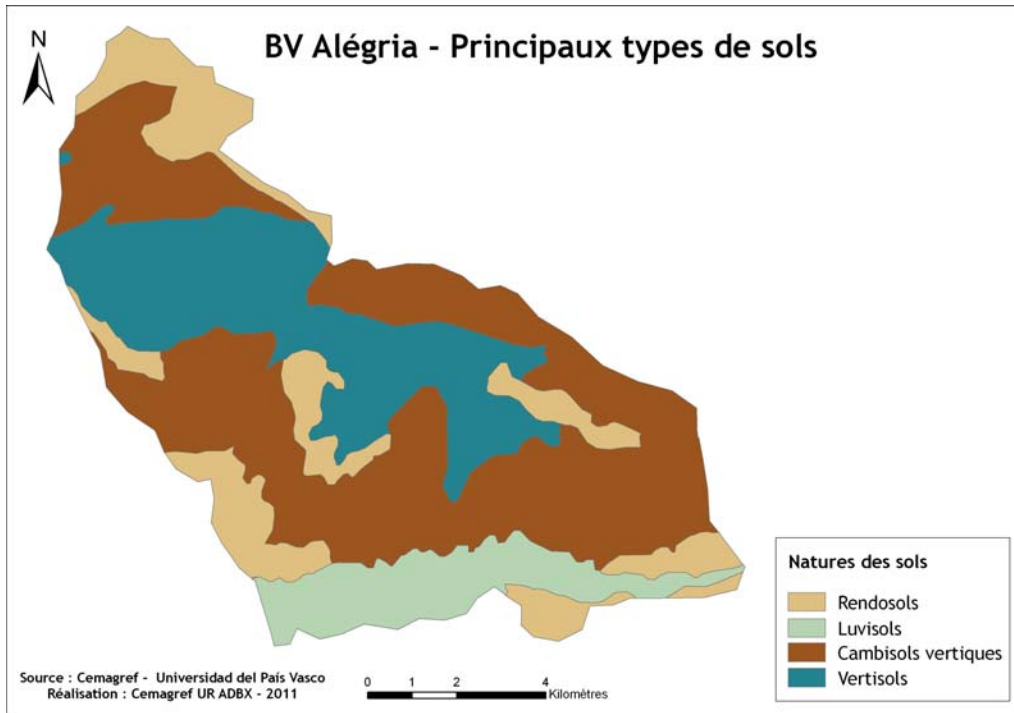 BV Alégria - Principaux types de sols
N
Natures des sols
Rendosols
Luvisols
Cambisols vertiques
Vertisols
Source : Cemagref - Universidad del País Vasco
Réalisation : Cemagref UR ADBX - 2011
0 1 2 4
Kilomètres